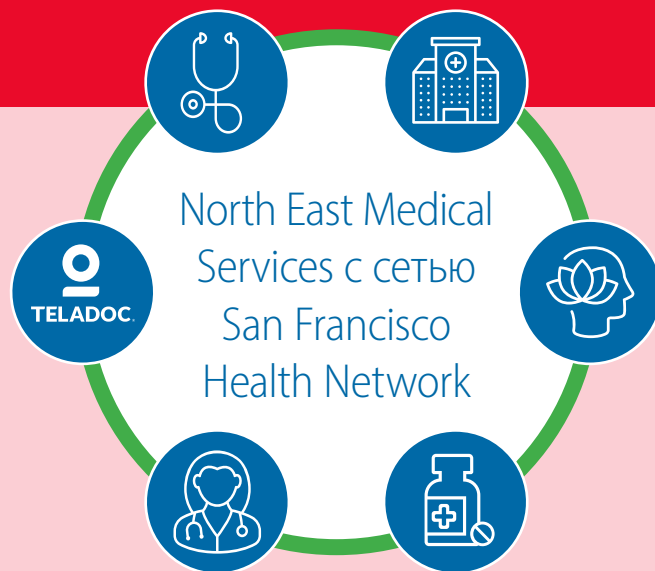 North East Medical
Services с сетью
San Francisco
Health Network
TELADOC.